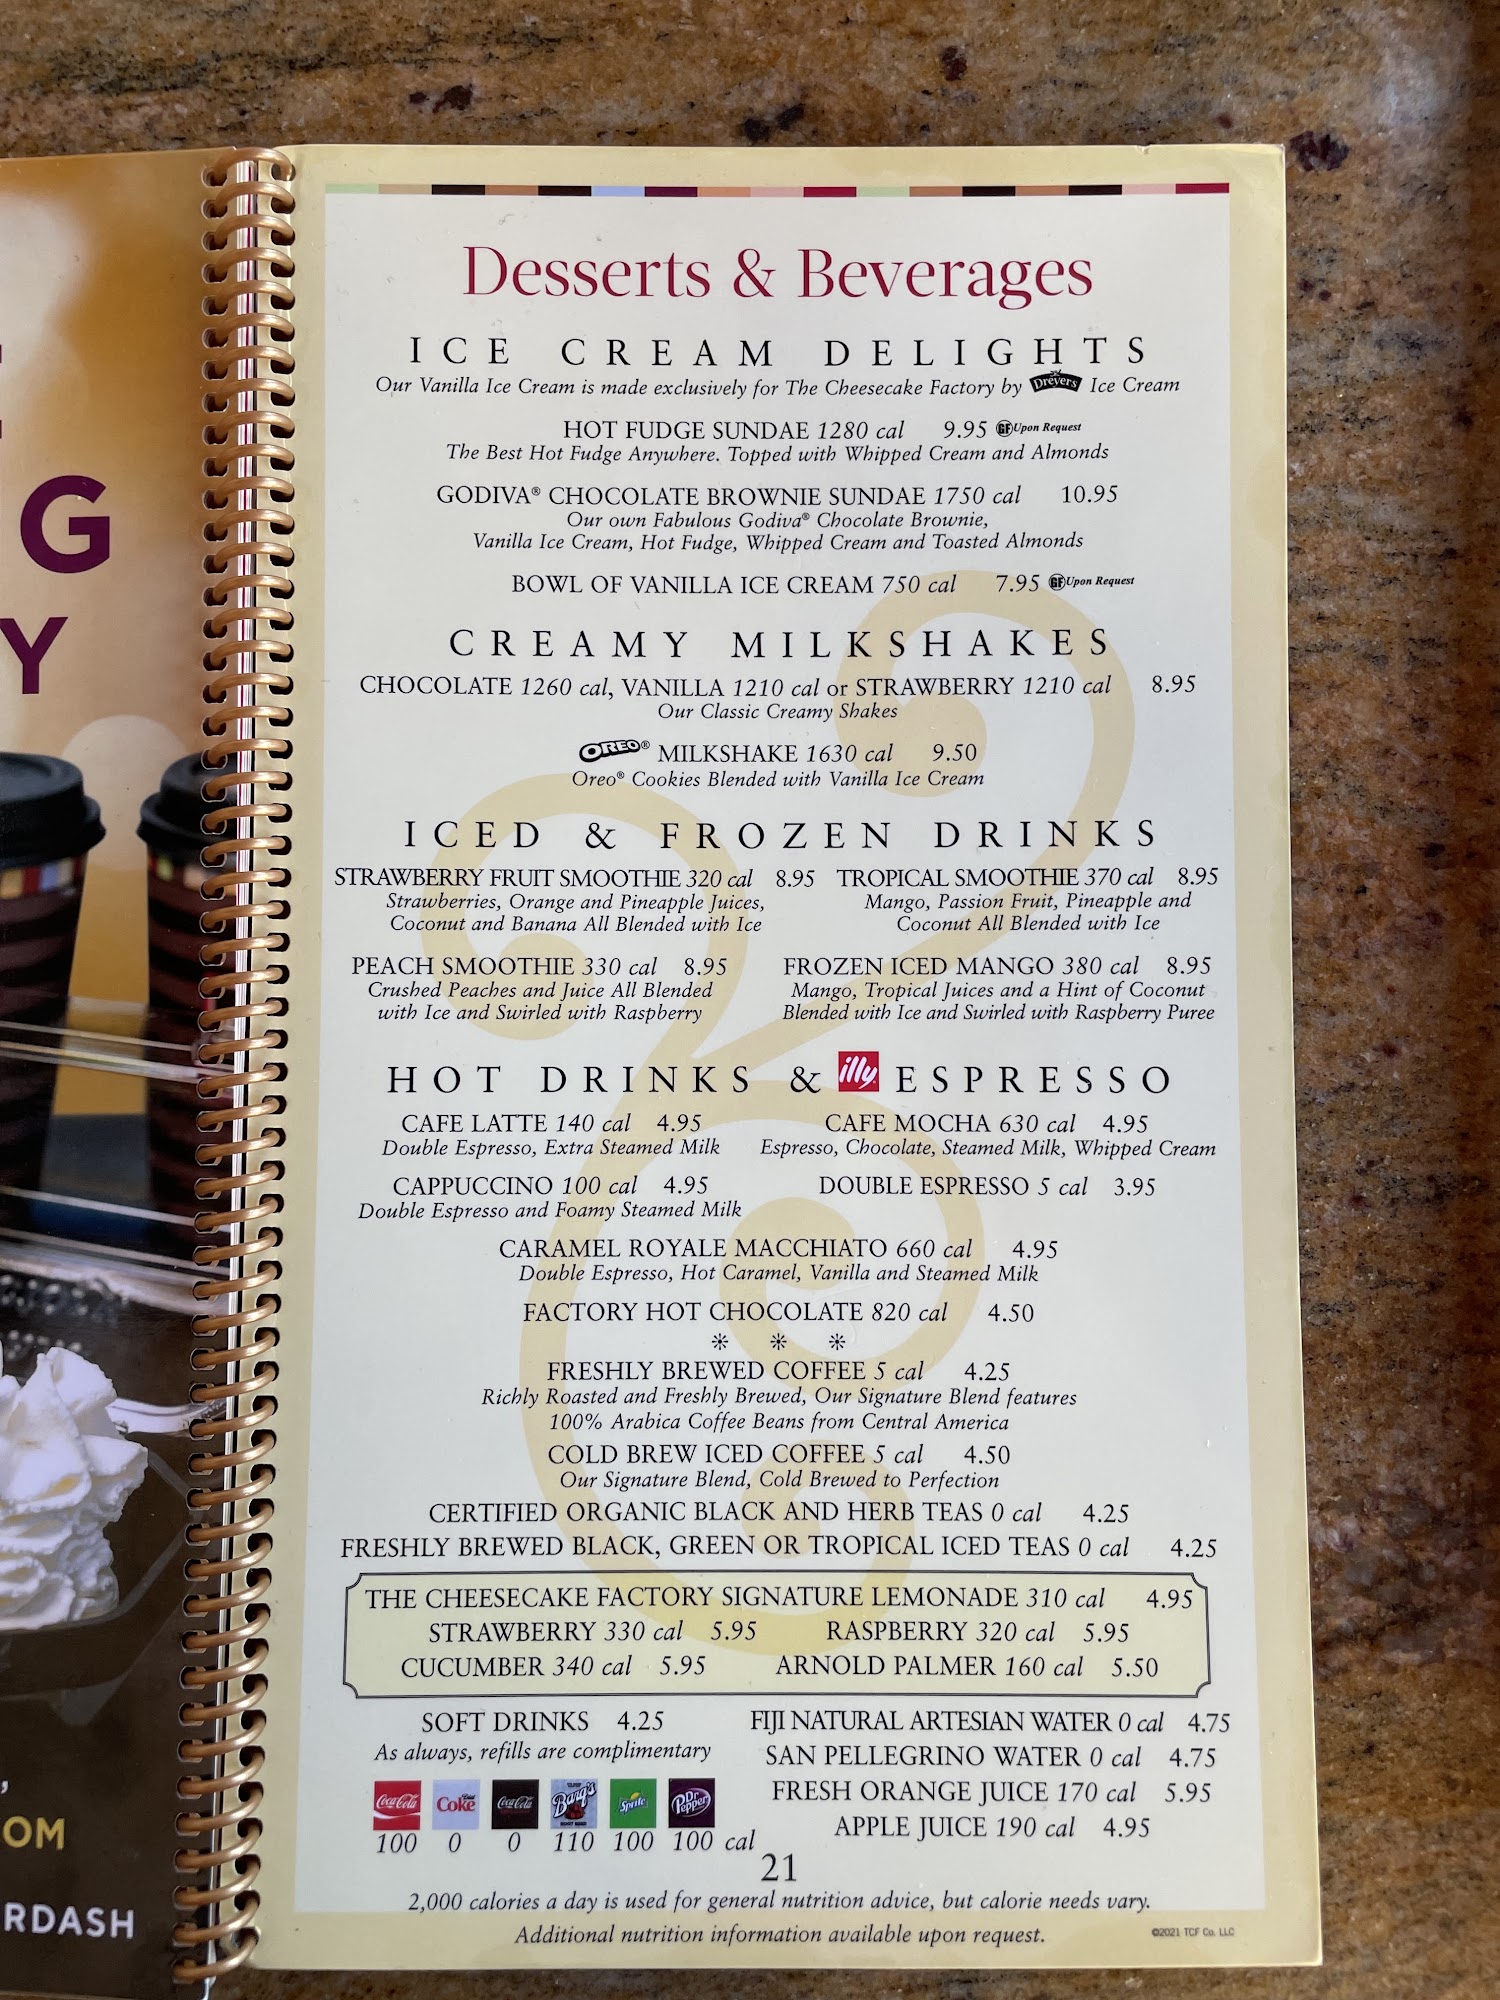 G
Y
,
OM
RDASH
Desserts & Beverages
ICE CREAM DELIGHTS
Our Vanilla Ice Cream is made exclusively for The Cheesecake Factory by Dreyer's Ice Cream
HOT FUDGE SUNDAE 1280 cal 9.95 GF Upon Request
The Best Hot Fudge Anywhere. Topped with Whipped Cream and Almonds
GODIVA® CHOCOLATE BROWNIE SUNDAE 1750 cal 10.95
Our own Fabulous Godiva® Chocolate Brownie,
Vanilla Ice Cream, Hot Fudge, Whipped Cream and Toasted Almonds
BOWL OF VANILLA ICE CREAM 750 cal 7.95 GF Upon Request
CREAMY MILKSHAKES
CHOCOLATE 1260 cal, VANILLA 1210 cal or STRAWBERRY 1210 cal 8.95
Our Classic Creamy Shakes
OREO® MILKSHAKE 1630 cal 9.50
Oreo® Cookies Blended with Vanilla Ice Cream
ICED & FROZEN DRINKS
STRAWBERRY FRUIT SMOOTHIE 320 cal 8.95
Strawberries, Orange and Pineapple Juices,
Coconut and Banana All Blended with Ice
TROPICAL SMOOTHIE 370 cal 8.95
Mango, Passion Fruit, Pineapple and
Coconut All Blended with Ice
PEACH SMOOTHIE 330 cal 8.95
Crushed Peaches and Juice All Blended
with Ice and Swirled with Raspberry
FROZEN ICED MANGO 380 cal 8.95
Mango, Tropical Juices and a Hint of Coconut
Blended with Ice and Swirled with Raspberry Puree
HOT DRINKS & illy ESPRESSO
CAFE LATTE 140 cal 4.95
Double Espresso, Extra Steamed Milk
CAFE MOCHA 630 cal 4.95
Espresso, Chocolate, Steamed Milk, Whipped Cream
CAPPUCCINO 100 cal 4.95
Double Espresso and Foamy Steamed Milk
DOUBLE ESPRESSO 5 cal 3.95
CARAMEL ROYALE MACCHIATO 660 cal 4.95
Double Espresso, Hot Caramel, Vanilla and Steamed Milk
FACTORY HOT CHOCOLATE 820 cal 4.50
FRESHLY BREWED COFFEE 5 cal 4.25
Richly Roasted and Freshly Brewed, Our Signature Blend features
100% Arabica Coffee Beans from Central America
COLD BREW ICED COFFEE 5 cal 4.50
Our Signature Blend, Cold Brewed to Perfection
CERTIFIED ORGANIC BLACK AND HERB TEAS 0 cal 4.25
FRESHLY BREWED BLACK, GREEN OR TROPICAL ICED TEAS 0 cal 4.25
THE CHEESECAKE FACTORY SIGNATURE LEMONADE 310 cal 4.95
STRAWBERRY 330 cal 5.95 RASPBERRY 320 cal 5.95
CUCUMBER 340 cal 5.95 ARNOLD PALMER 160 cal 5.50
SOFT DRINKS 4.25
As always, refills are complimentary
Coca-Cola Diet Coke Coca-Cola Barq's Sprite Dr Pepper
100 0 0 110 100 100 cal
FIJI NATURAL ARTESIAN WATER 0 cal 4.75
SAN PELLEGRINO WATER 0 cal 4.75
FRESH ORANGE JUICE 170 cal 5.95
APPLE JUICE 190 cal 4.95
21
2,000 calories a day is used for general nutrition advice, but calorie needs vary.
Additional nutrition information available upon request.
©2021 TCF Co. LLC